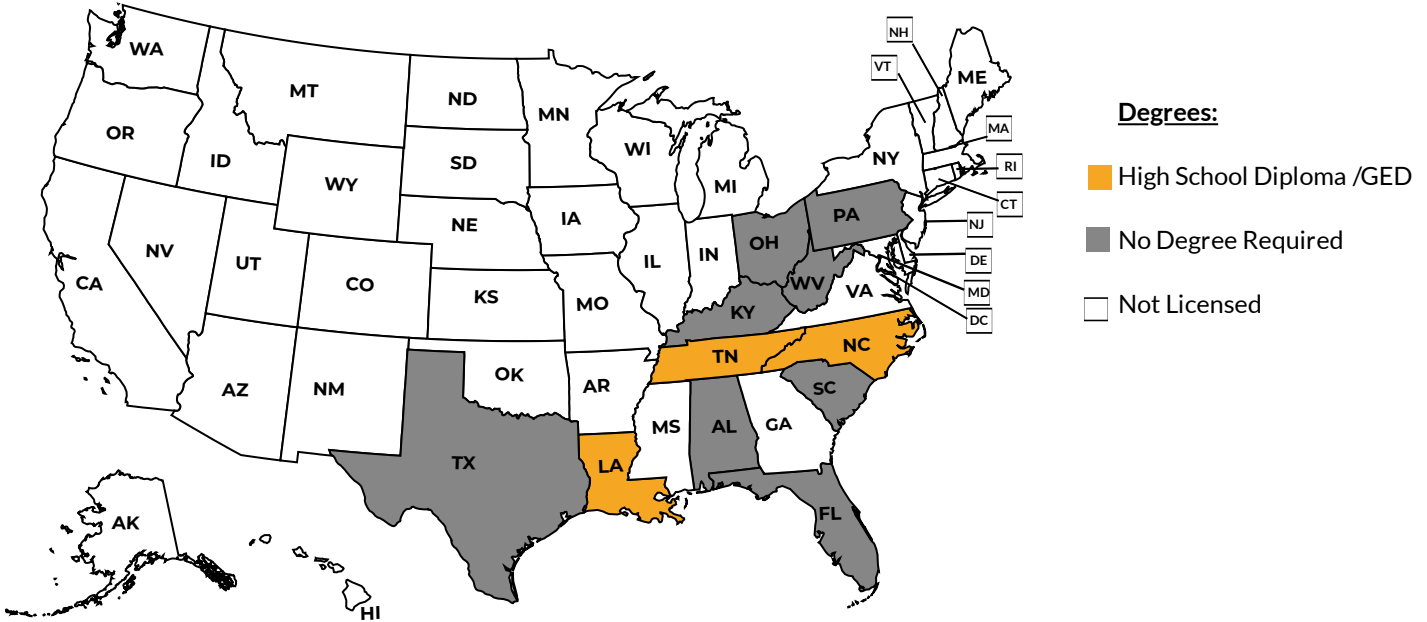 WA
OR
CA
NV
ID
MT
WY
UT
AZ
CO
NM
ND
SD
NE
KS
OK
TX
MN
IA
MO
AR
LA
WI
IL
MI
IN
OH
KY
TN
MS
AL
GA
FL
SC
NC
VA
WV
PA
NY
VT
NH
ME
MA
RI
CT
NJ
DE
MD
DC
AK
HI
Degrees:
High School Diploma /GED
No Degree Required
Not Licensed